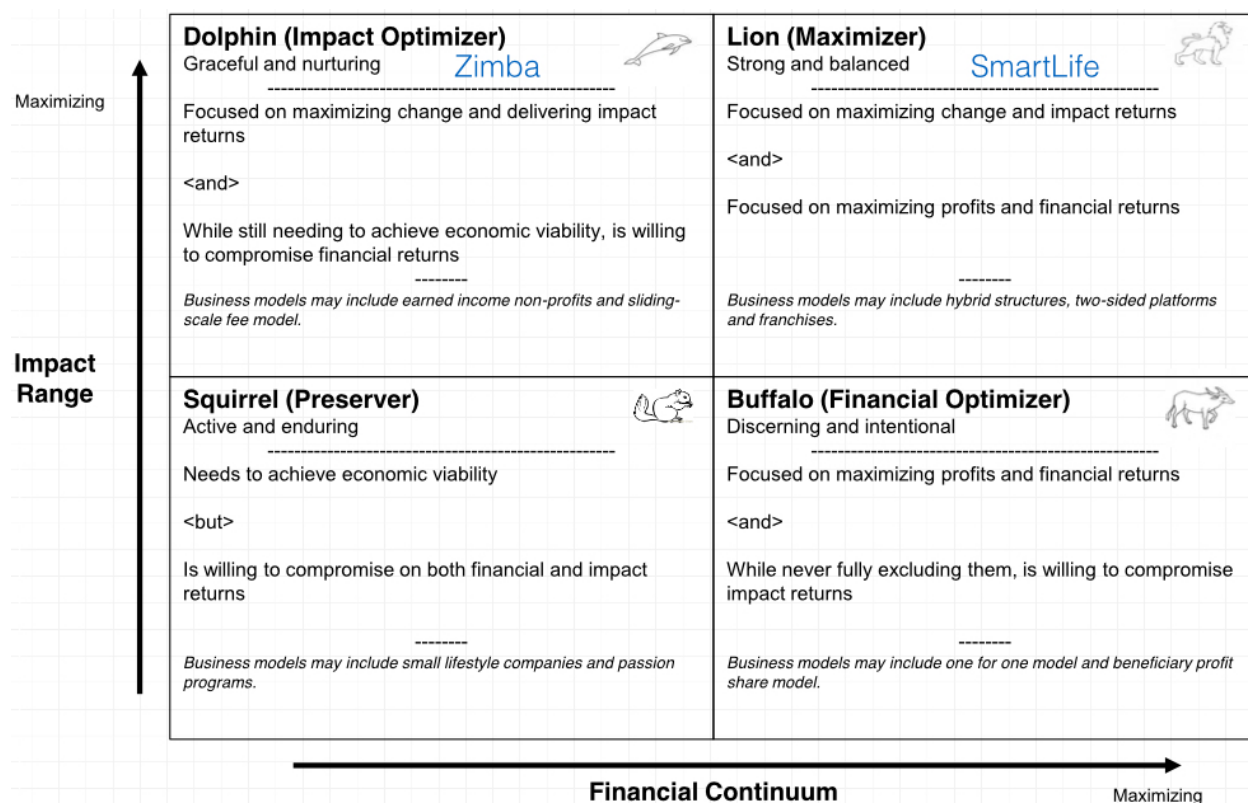 Maximizing
Impact
Range
Dolphin (Impact Optimizer)
Graceful and nurturing
Zimba
----------------------------------------------------
Focused on maximizing change and delivering impact
returns
<and>
While still needing to achieve economic viability, is willing
to compromise financial returns
--------
Business models may include earned income non-profits and sliding-
scale fee model.
Lion (Maximizer)
Strong and balanced
SmartLife
----------------------------------------------------
Focused on maximizing change and impact returns
<and>
Focused on maximizing profits and financial returns
--------
Business models may include hybrid structures, two-sided platforms
and franchises.
Squirrel (Preserver)
Active and enduring
----------------------------------------------------
Needs to achieve economic viability
<but>
Is willing to compromise on both financial and impact
returns
--------
Business models may include small lifestyle companies and passion
programs.
Buffalo (Financial Optimizer)
Discerning and intentional
----------------------------------------------------
Focused on maximizing profits and financial returns
<and>
While never fully excluding them, is willing to compromise
impact returns
--------
Business models may include one for one model and beneficiary profit
share model.
Financial Continuum
Maximizing